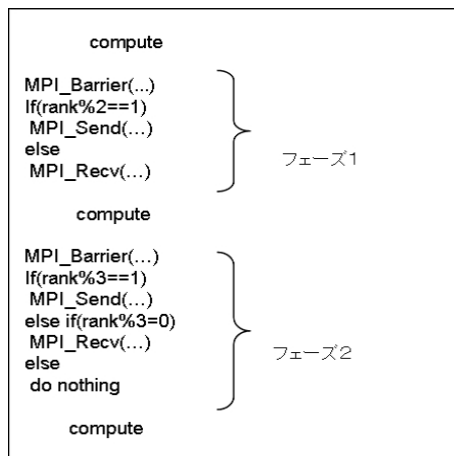 compute
MPI_Barrier(...)
If(rank%2==1)
MPI_Send(...)
else
MPI_Recv(...)
フェーズ1
compute
MPI_Barrier(...)
If(rank%3==1)
MPI_Send(...)
else if(rank%3=0)
MPI_Recv(...)
else
do nothing
フェーズ2
compute